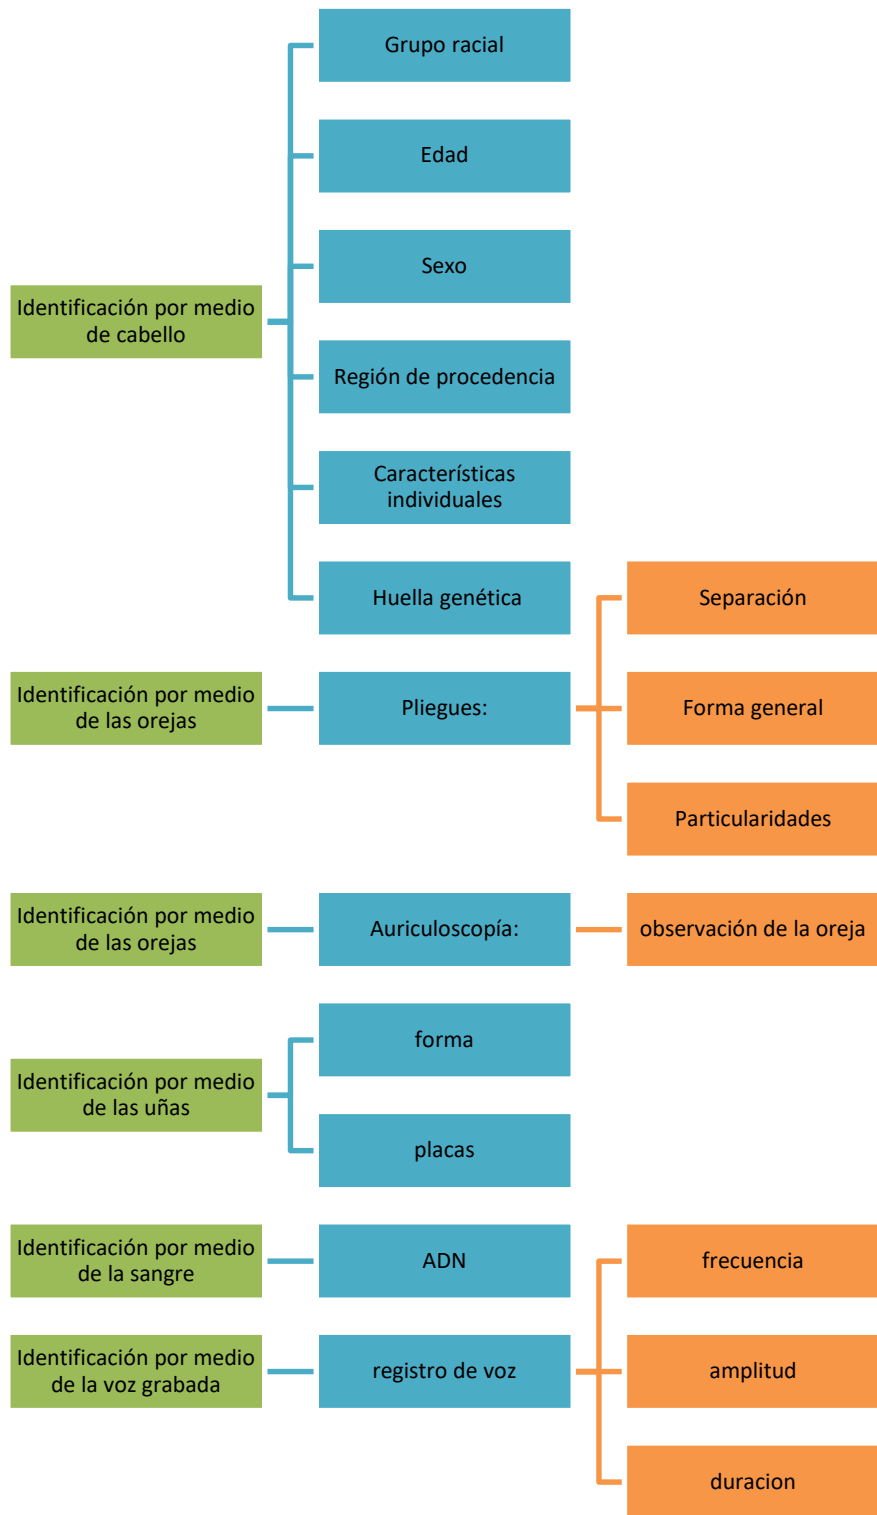 Grupo racial
Edad
Sexo
Identificación por medio
de cabello
Región de procedencia
Características
individuales
Huella genética
Separación
Identificación por medio
de las orejas
Pliegues:
Forma general
Particularidades
Identificación por medio
de las orejas
Auriculoscopía:
observación de la oreja
forma
Identificación por medio
de las uñas
placas
Identificación por medio
de la sangre
ADN
frecuencia
Identificación por medio
de la voz grabada
registro de voz
amplitud
duracion